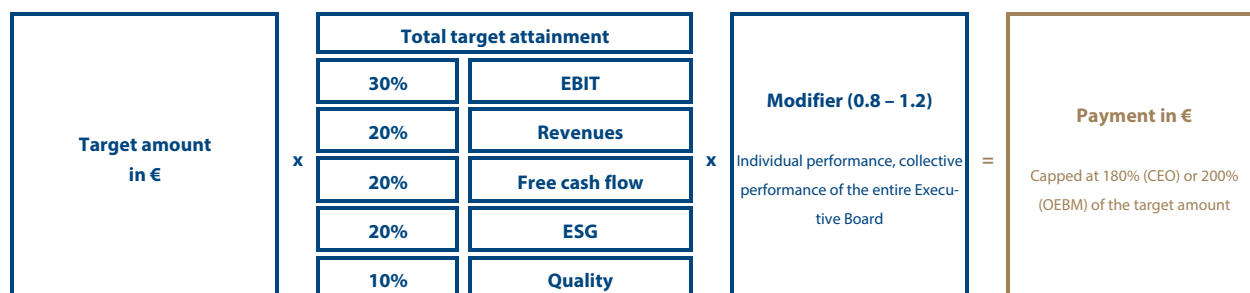 Target amount
in €
x
Total target attainment
30%
EBIT
20%
Revenues
20%
Free cash flow
20%
ESG
10%
Quality
x
Modifier (0.8 – 1.2)
Individual performance, collective
performance of the entire Execu-
tive Board
=
Payment in €
Capped at 180% (CEO) or 200%
(OEBM) of the target amount